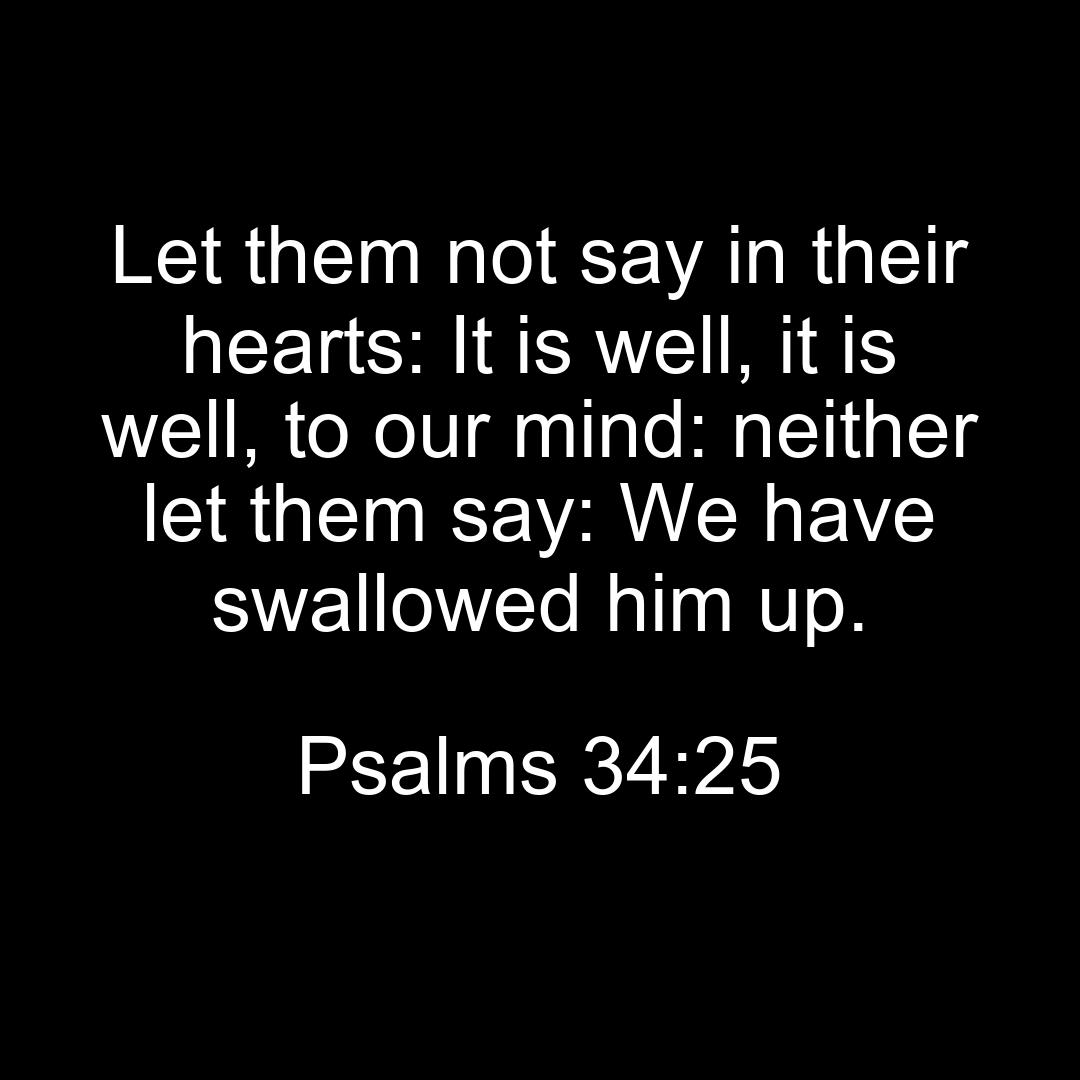 Let them not say in their
hearts: It is well, it is
well, to our mind: neither
let them say: We have
swallowed him up.
Psalms 34:25